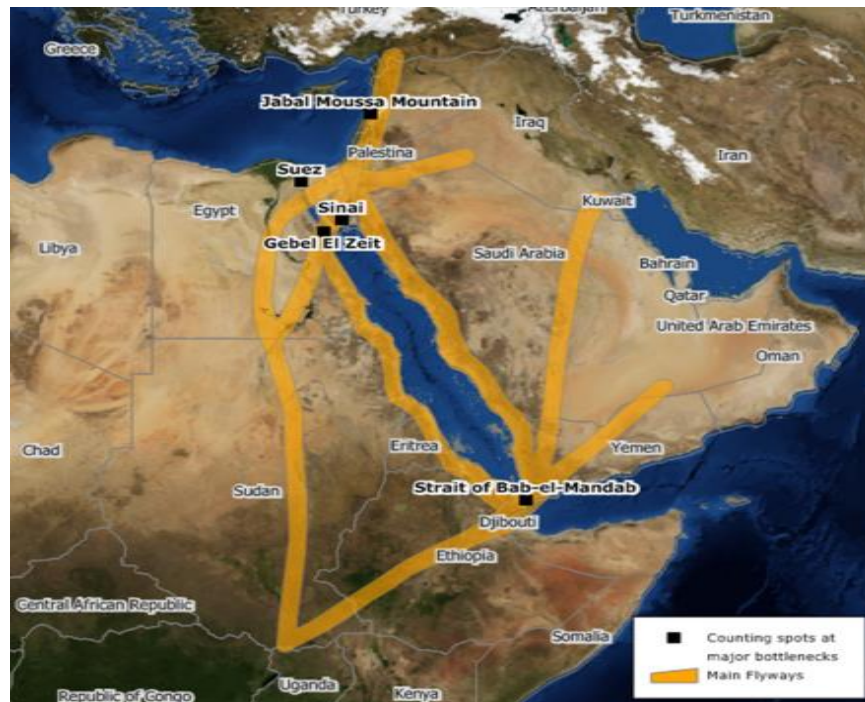 Turkey
Azerbaijan
Turkmenistan
Greece
Jabal Moussa Mountain
Iraq
Iran
Palestina
Suez
Kuwait
Egypt
Sinai
Libya
Gebel El Zeit
Saudi Arabia
Bahrain
Qatar
United Arab Emirates
Oman
Chad
Eritrea
Yemen
Sudan
Strait of Bab-el-Mandab
Djibouti
Ethiopia
Central African Republic
Somalia
Uganda
Republic of Congo
Kenya
Counting spots at
major bottlenecks
Main Flyways